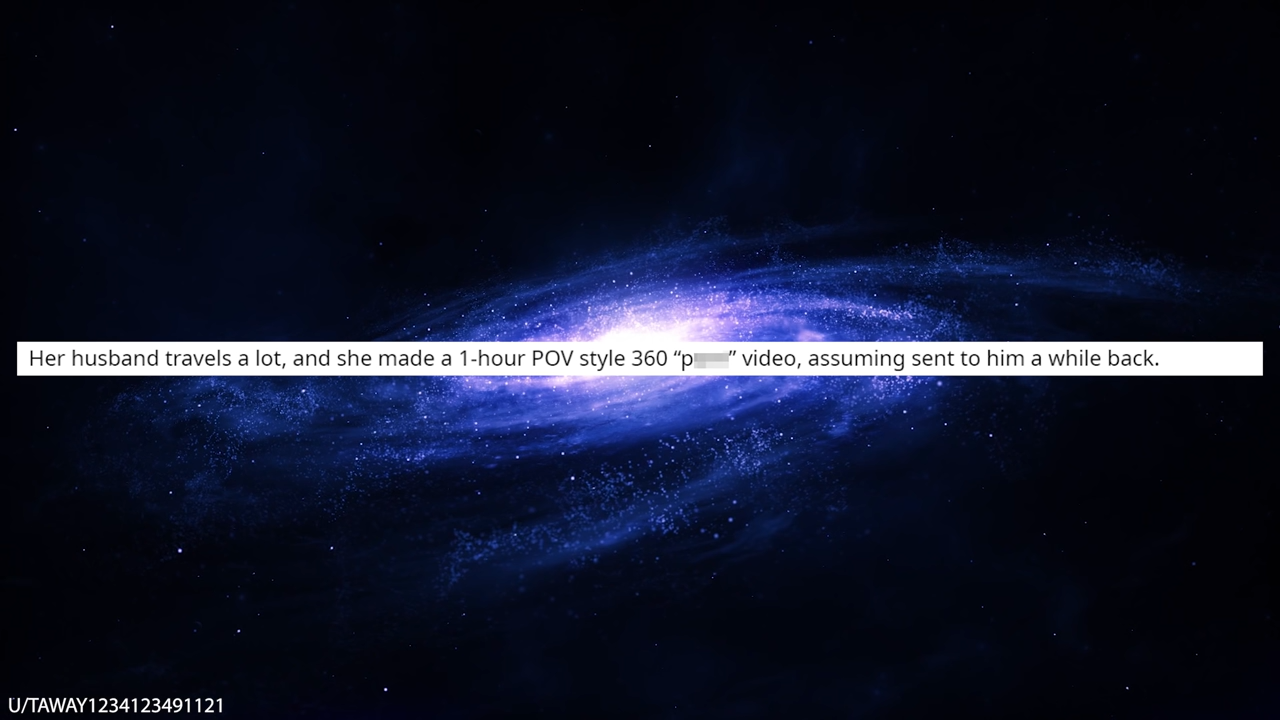 Her husband travels a lot, and she made a 1-hour POV style 360 “p” video, assuming sent to him a while back.
U/TAWAY1234123491121